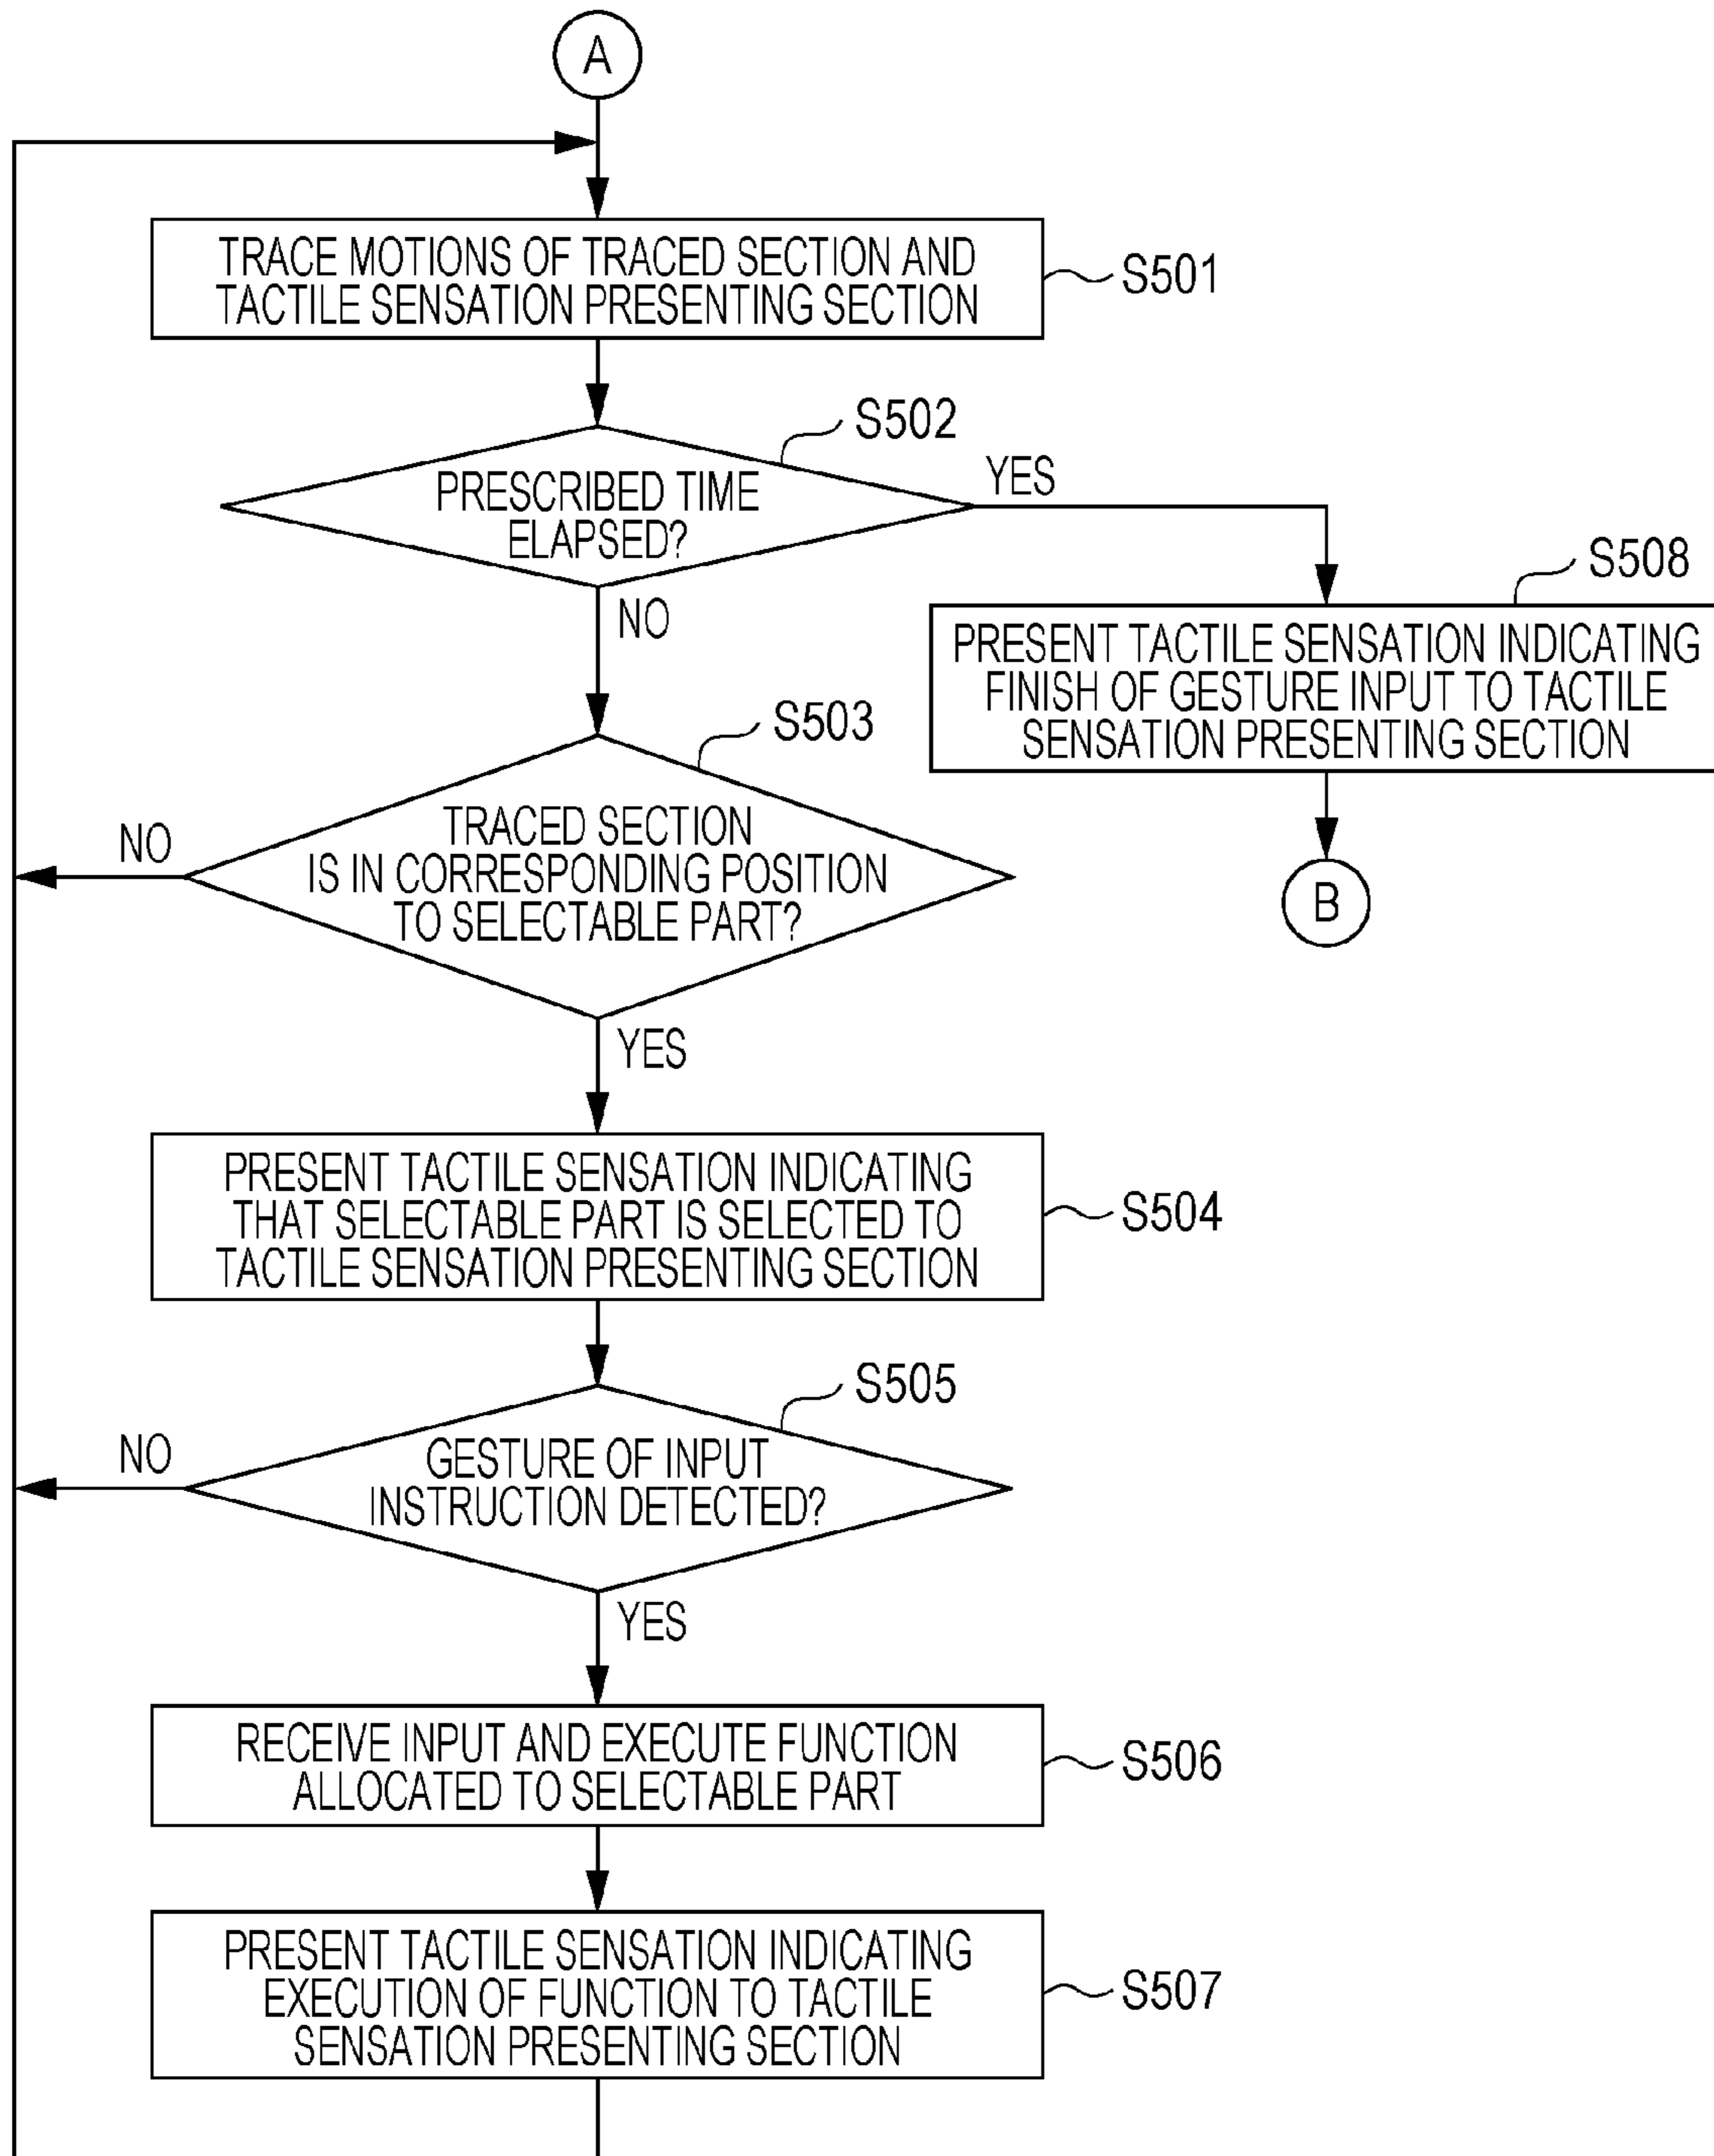 A
TRACE MOTIONS OF TRACED SECTION AND
TACTILE SENSATION PRESENTING SECTION
S501
S502
PRESCRIBED TIME
ELAPSED?
YES
NO
S508
PRESENT TACTILE SENSATION INDICATING
FINISH OF GESTURE INPUT TO TACTILE
SENSATION PRESENTING SECTION
B
S503
TRACED SECTION
IS IN CORRESPONDING POSITION
TO SELECTABLE PART?
NO
YES
PRESENT TACTILE SENSATION INDICATING
THAT SELECTABLE PART IS SELECTED TO
TACTILE SENSATION PRESENTING SECTION
S504
S505
GESTURE OF INPUT
INSTRUCTION DETECTED?
NO
YES
RECEIVE INPUT AND EXECUTE FUNCTION
ALLOCATED TO SELECTABLE PART
S506
PRESENT TACTILE SENSATION INDICATING
EXECUTION OF FUNCTION TO TACTILE
SENSATION PRESENTING SECTION
S507